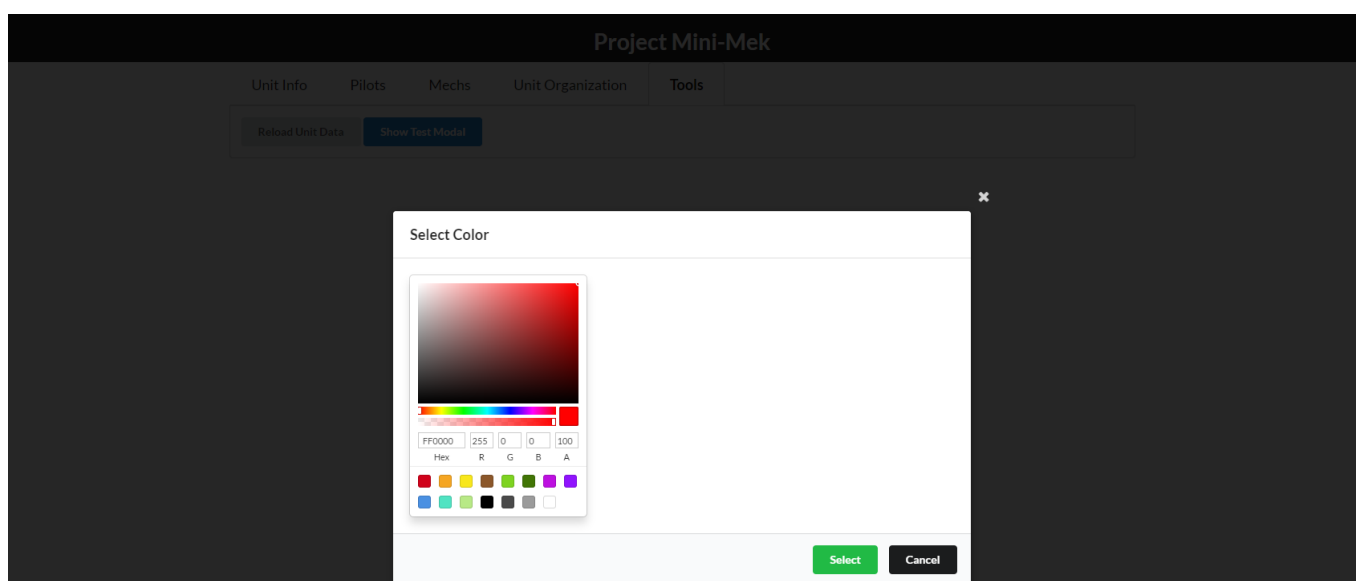 Project Mini-Mek
Unit Info Pilots Mechs Unit Organization Tools
Reload Unit Data Show Test Modal
Select Color
FF0000 255 0 0 100
Hex R G B A
Select Cancel